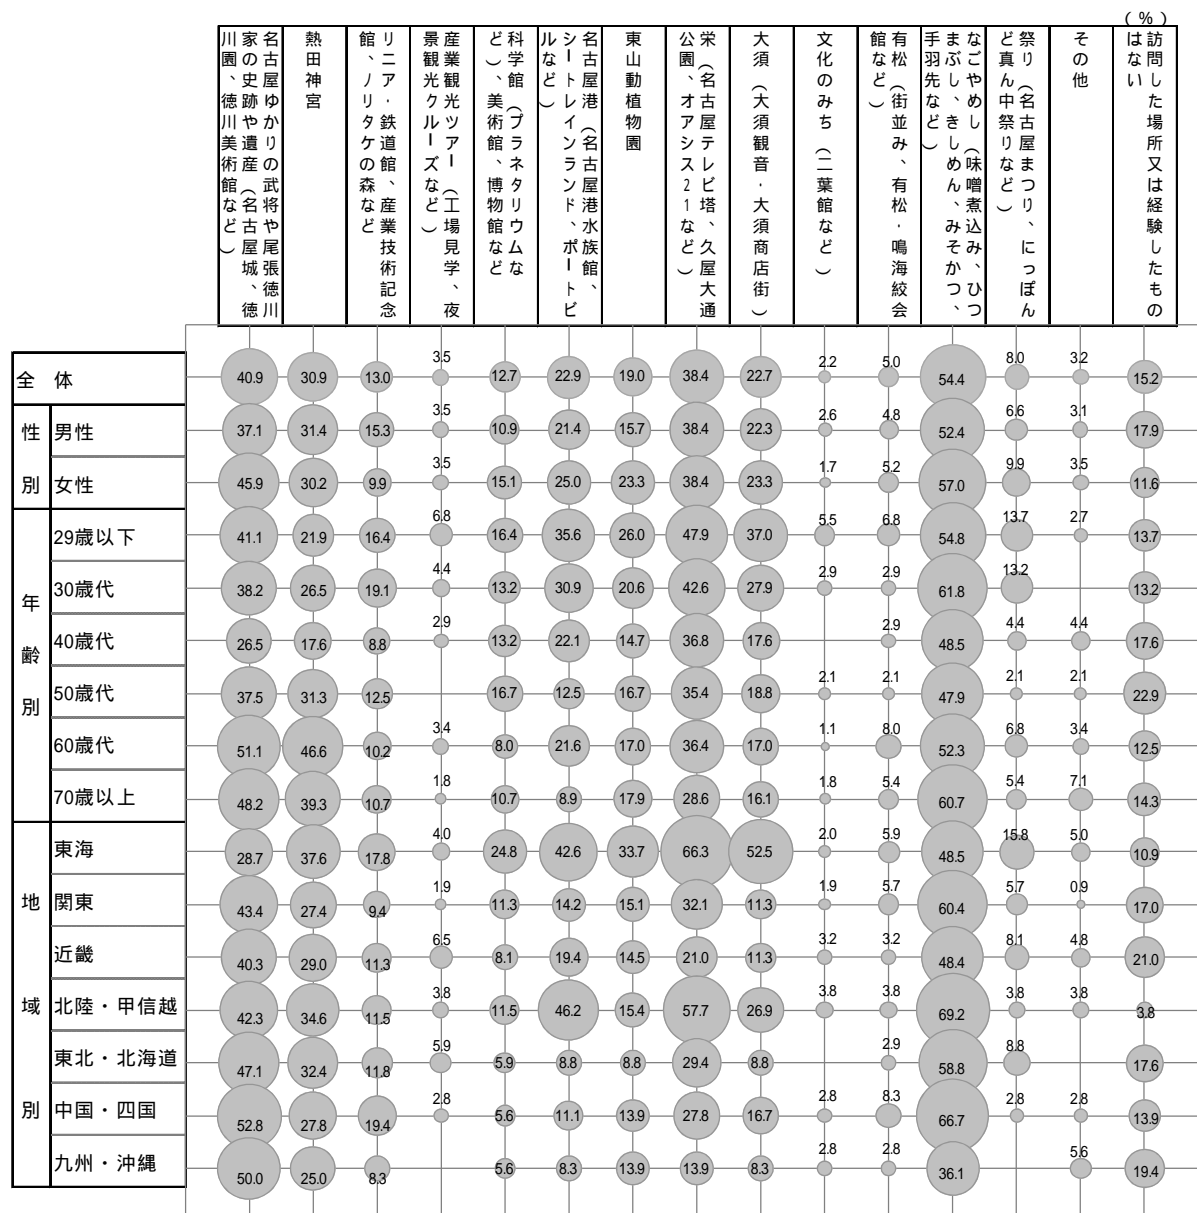 （％）
名古屋ゆかりの武将や尾張徳川
家の史跡や遺産（名古屋城、徳
川園、徳川美術館など）
熱田神宮
リニア・鉄道館、産業技術記念
館、ノリタケの森など
産業観光ツアー（工場見学、夜
景観光クルーズなど）
科学館（プラネタリウムな
ど）、美術館、博物館など
名古屋港（名古屋港水族館、
シートレインランド、ポートビ
ルなど）
東山動植物園
栄（名古屋テレビ塔、久屋大通
公園、オアシス21など）
大須（大須観音・大須商店街）
文化のみち（二葉館など）
有松（街並み、有松・鳴海絞会
館など）
なごやめし（味噌煮込み、ひつ
まぶし、きしめん、みそかつ、
手羽先など）
祭り（名古屋まつり、にっぽん
ど真ん中祭りなど）
その他
訪問した場所又は経験したもの
はない
全体 40.9 30.9 13.0 3.5 12.7 22.9 19.0 38.4 22.7 2.2 5.0 54.4 8.0 3.2 15.2
性別
男性 37.1 31.4 15.3 3.5 10.9 21.4 15.7 38.4 22.3 2.6 4.8 52.4 6.6 3.1 17.9
女性 45.9 30.2 9.9 3.5 15.1 25.0 23.3 38.4 23.3 1.7 5.2 57.0 9.9 3.5 11.6
年齢別
29歳以下 41.1 21.9 16.4 6.8 16.4 35.6 26.0 47.9 37.0 5.5 6.8 54.8 13.7 2.7 13.7
30歳代 38.2 26.5 19.1 4.4 13.2 30.9 20.6 42.6 27.9 2.9 2.9 61.8 13.2 13.2
40歳代 26.5 17.6 8.8 2.9 13.2 22.1 14.7 36.8 17.6 2.9 48.5 4.4 4.4 17.6
50歳代 37.5 31.3 12.5 16.7 12.5 16.7 35.4 18.8 2.1 2.1 47.9 2.1 2.1 22.9
60歳代 51.1 46.6 10.2 3.4 8.0 21.6 17.0 36.4 17.0 1.1 8.0 52.3 6.8 3.4 12.5
70歳以上 48.2 39.3 10.7 1.8 10.7 8.9 17.9 28.6 16.1 1.8 5.4 60.7 5.4 7.1 14.3
地域別
東海 28.7 37.6 17.8 4.0 24.8 42.6 33.7 66.3 52.5 2.0 5.9 48.5 15.8 5.0 10.9
関東 43.4 27.4 9.4 1.9 11.3 14.2 15.1 32.1 11.3 1.9 5.7 60.4 5.7 0.9 17.0
近畿 40.3 29.0 11.3 6.5 8.1 19.4 14.5 21.0 11.3 3.2 3.2 48.4 8.1 4.8 21.0
北陸・甲信越 42.3 34.6 11.5 3.8 11.5 46.2 15.4 57.7 26.9 3.8 3.8 69.2 3.8 3.8 3.8
東北・北海道 47.1 32.4 11.8 5.9 5.9 8.8 8.8 29.4 8.8 2.9 58.8 8.8 17.6
中国・四国 52.8 27.8 19.4 2.8 5.6 11.1 13.9 27.8 16.7 2.8 8.3 66.7 2.8 2.8 13.9
九州・沖縄 50.0 25.0 8.3 5.6 8.3 13.9 13.9 8.3 2.8 2.8 36.1 5.6 19.4